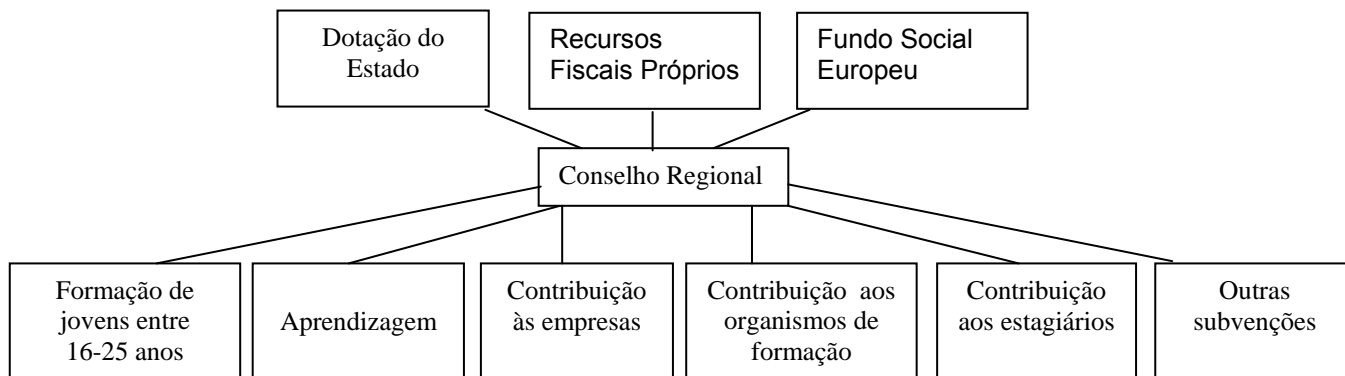 Dotação do
Estado
Recursos
Fiscais Próprios
Fundo Social
Europeu
Conselho Regional
Formação de
jovens entre
16-25 anos
Aprendizagem
Contribuição
às empresas
Contribuição aos
organismos de
formação
Contribuição
aos estagiários
Outras
subvenções